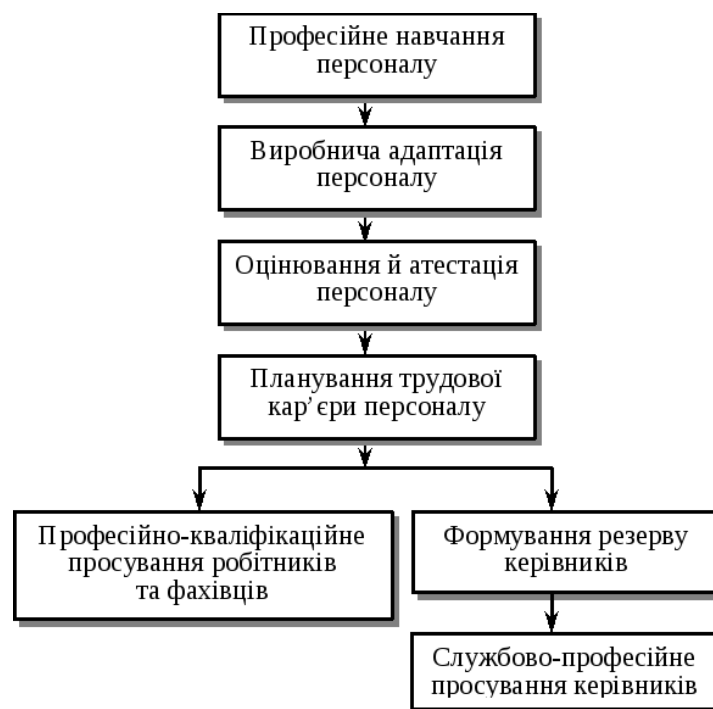 Професійне навчання
персоналу
Виробнича адаптація
персоналу
Оцінювання й атестація
персоналу
Планування трудової
кар’єри персоналу
Професійно-кваліфікаційне
просування робітників
та фахівців
Формування резерву
керівників
Службово-професійне
просування керівників